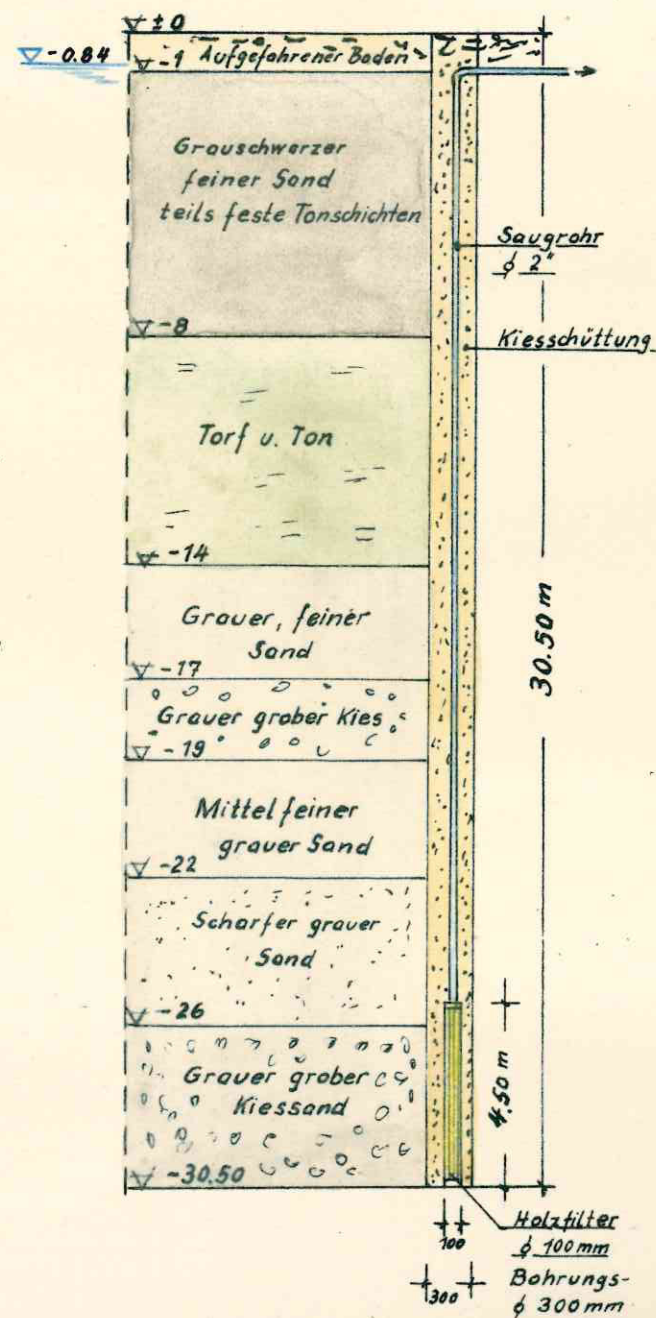 ± 0
-0.84
-1 Aufgefahrener Boden
Grauschwarzer
feiner Sand
teils feste Tonschichten
Saugrohr
ϕ 2"
-8
Kiesschüttung
Torf u. Ton
-14
30.50 m
Grauer, feiner
Sand
-17
Grauer grober Kies
-19
Mittelfeiner
grauer Sand
-22
Scharfer grauer
Sand
-26
4.50 m
Grauer grober
Kiessand
-30.50
100
Holzfilter
ϕ 100mm
300
Bohrungs-
ϕ 300mm